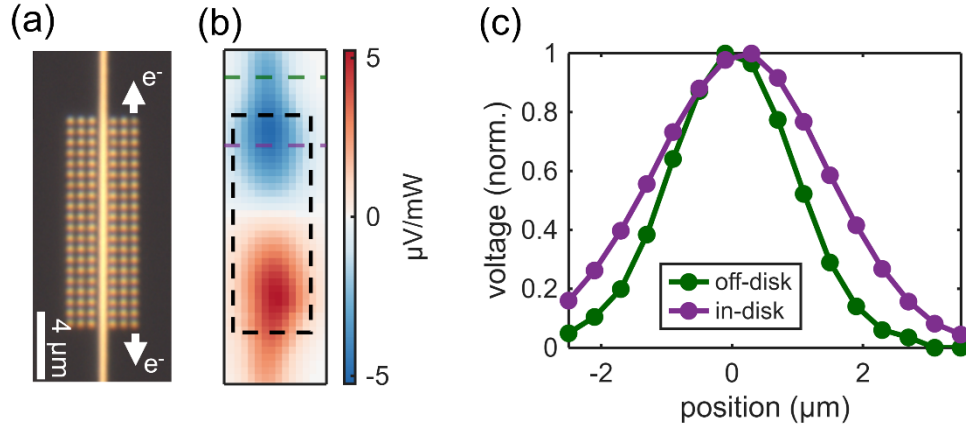 (a)
e-
4 µm
e-
(b)
5
0
-5
µV/mW
(c)
voltage (norm.)
1
0.8
0.6
0.4
0.2
0
off-disk
in-disk
-2
0
2
position (µm)